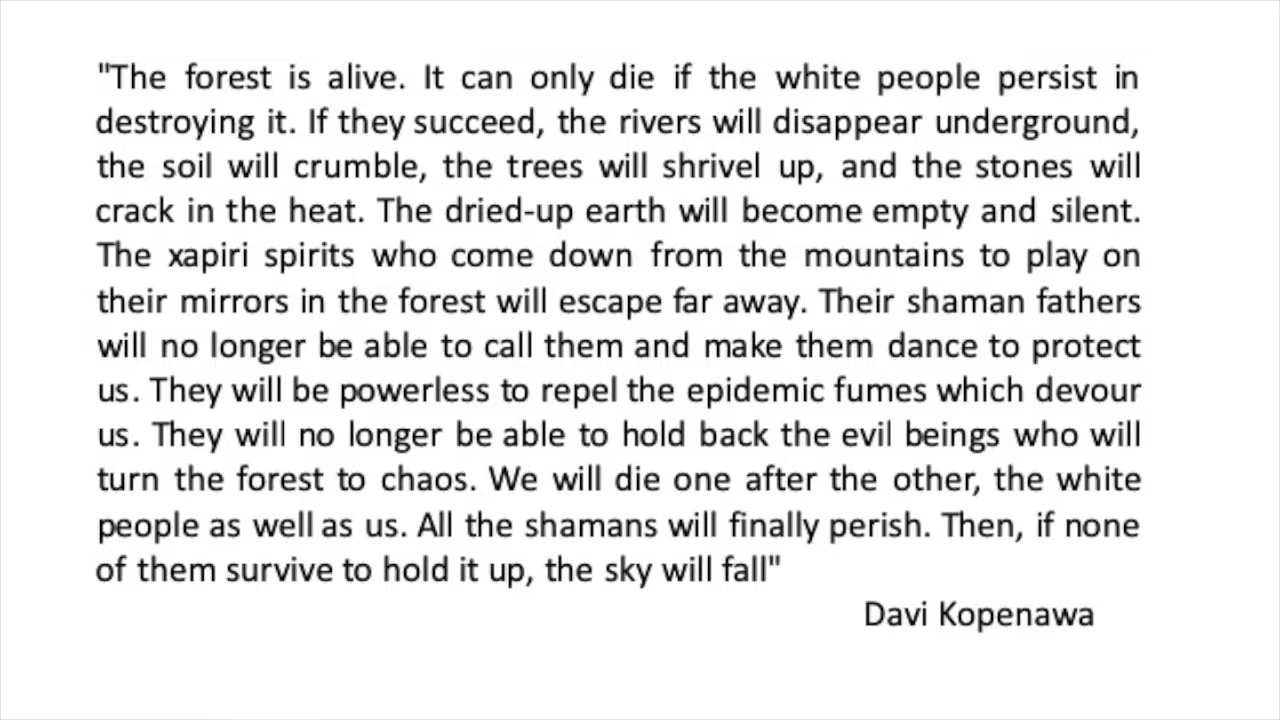 "The forest is alive. It can only die if the white people persist in
destroying it. If they succeed, the rivers will disappear underground,
the soil will crumble, the trees will shrivel up, and the stones will
crack in the heat. The dried-up earth will become empty and silent.
The xapiri spirits who come down from the mountains to play on
their mirrors in the forest will escape far away. Their shaman fathers
will no longer be able to call them and make them dance to protect
us. They will be powerless to repel the epidemic fumes which devour
us. They will no longer be able to hold back the evil beings who will
turn the forest to chaos. We will die one after the other, the white
people as well as us. All the shamans will finally perish. Then, if none
of them survive to hold it up, the sky will fall"
Davi Kopenawa